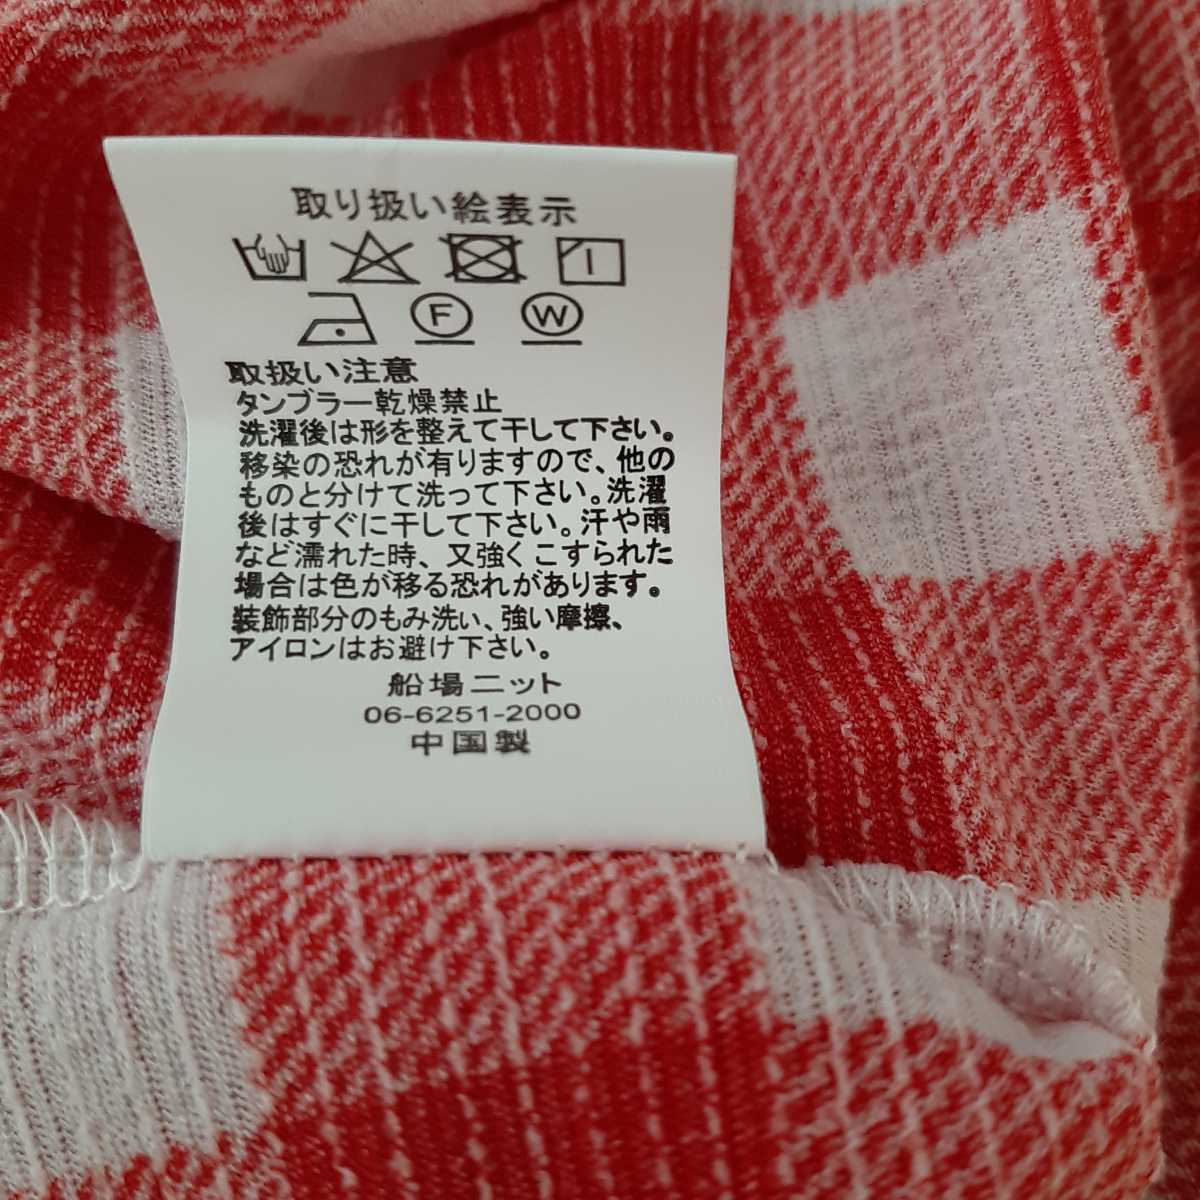 取り扱い絵表示
F W
取扱い注意
タンブラー乾燥禁止
洗濯後は形を整えて干して下さい。
移染の恐れが有りますので、他の
ものと分けて洗って下さい。洗濯
後はすぐに干して下さい。汗や雨
など濡れた時、又強くこすられた
場合は色が移る恐れがあります。
装飾部分のもみ洗い、強い摩擦、
アイロンはお避け下さい。
船場ニット
06-6251-2000
中国製